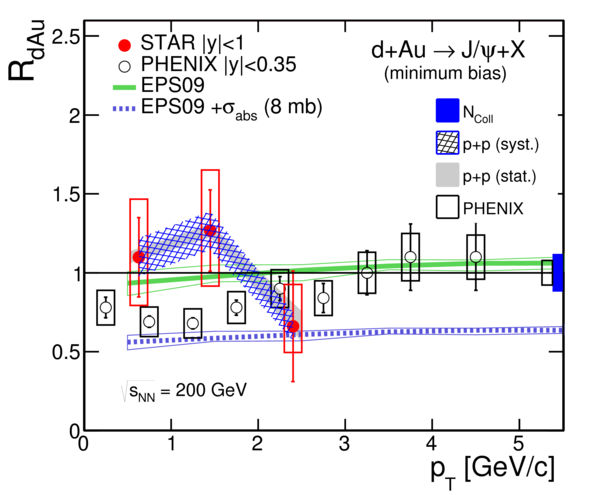 R_dAu
2.5
2
1.5
1
0.5
0
STAR |y|<1
PHENIX |y|<0.35
EPS09
EPS09 +σ_abs (8 mb)
d+Au → J/ψ+X
(minimum bias)
N_Coll
p+p (syst.)
p+p (stat.)
PHENIX
√s_NN = 200 GeV
0 1 2 3 4 5
p_T [GeV/c]